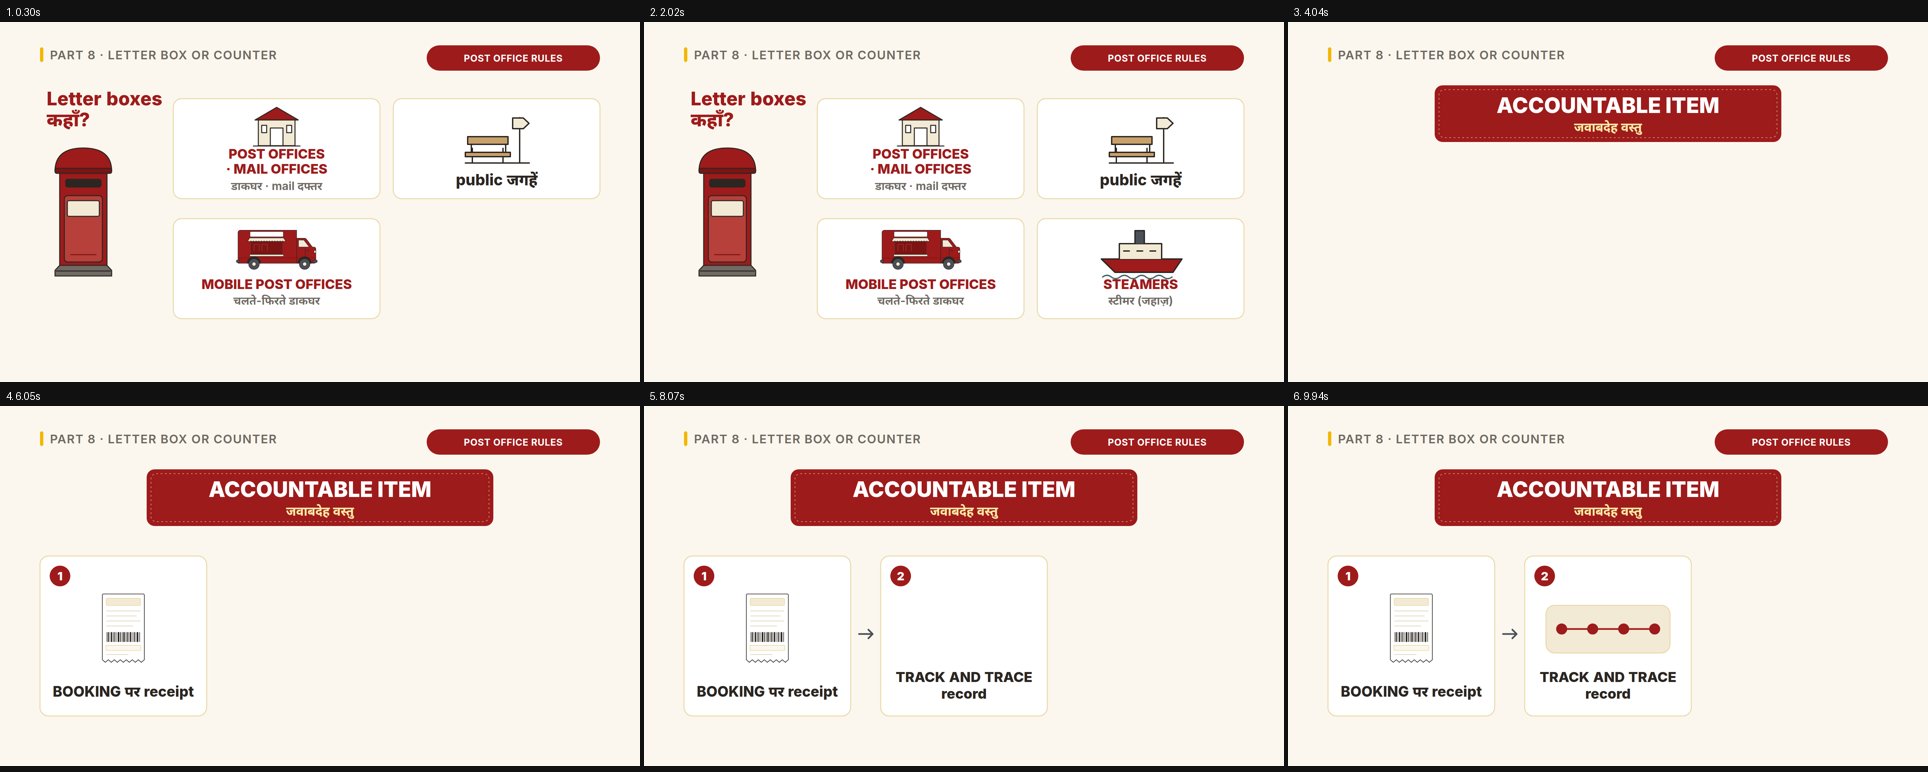 1. 0.30s
PART 8 · LETTER BOX OR COUNTER
POST OFFICE RULES
Letter boxes
कहाँ?
POST OFFICES
· MAIL OFFICES
डाकघर · mail दफ्तर
public जगहें
MOBILE POST OFFICES
चलते-फिरते डाकघर
2. 2.02s
PART 8 · LETTER BOX OR COUNTER
POST OFFICE RULES
Letter boxes
कहाँ?
POST OFFICES
· MAIL OFFICES
डाकघर · mail दफ्तर
public जगहें
MOBILE POST OFFICES
चलते-फिरते डाकघर
STEAMERS
स्टीमर (जहाज़)
3. 4.04s
PART 8 · LETTER BOX OR COUNTER
POST OFFICE RULES
ACCOUNTABLE ITEM
जवाबदेह वस्तु
4. 6.05s
PART 8 · LETTER BOX OR COUNTER
POST OFFICE RULES
ACCOUNTABLE ITEM
जवाबदेह वस्तु
1
BOOKING पर receipt
5. 8.07s
PART 8 · LETTER BOX OR COUNTER
POST OFFICE RULES
ACCOUNTABLE ITEM
जवाबदेह वस्तु
1
BOOKING पर receipt
→
2
TRACK AND TRACE
record
6. 9.94s
PART 8 · LETTER BOX OR COUNTER
POST OFFICE RULES
ACCOUNTABLE ITEM
जवाबदेह वस्तु
1
BOOKING पर receipt
→
2
TRACK AND TRACE
record